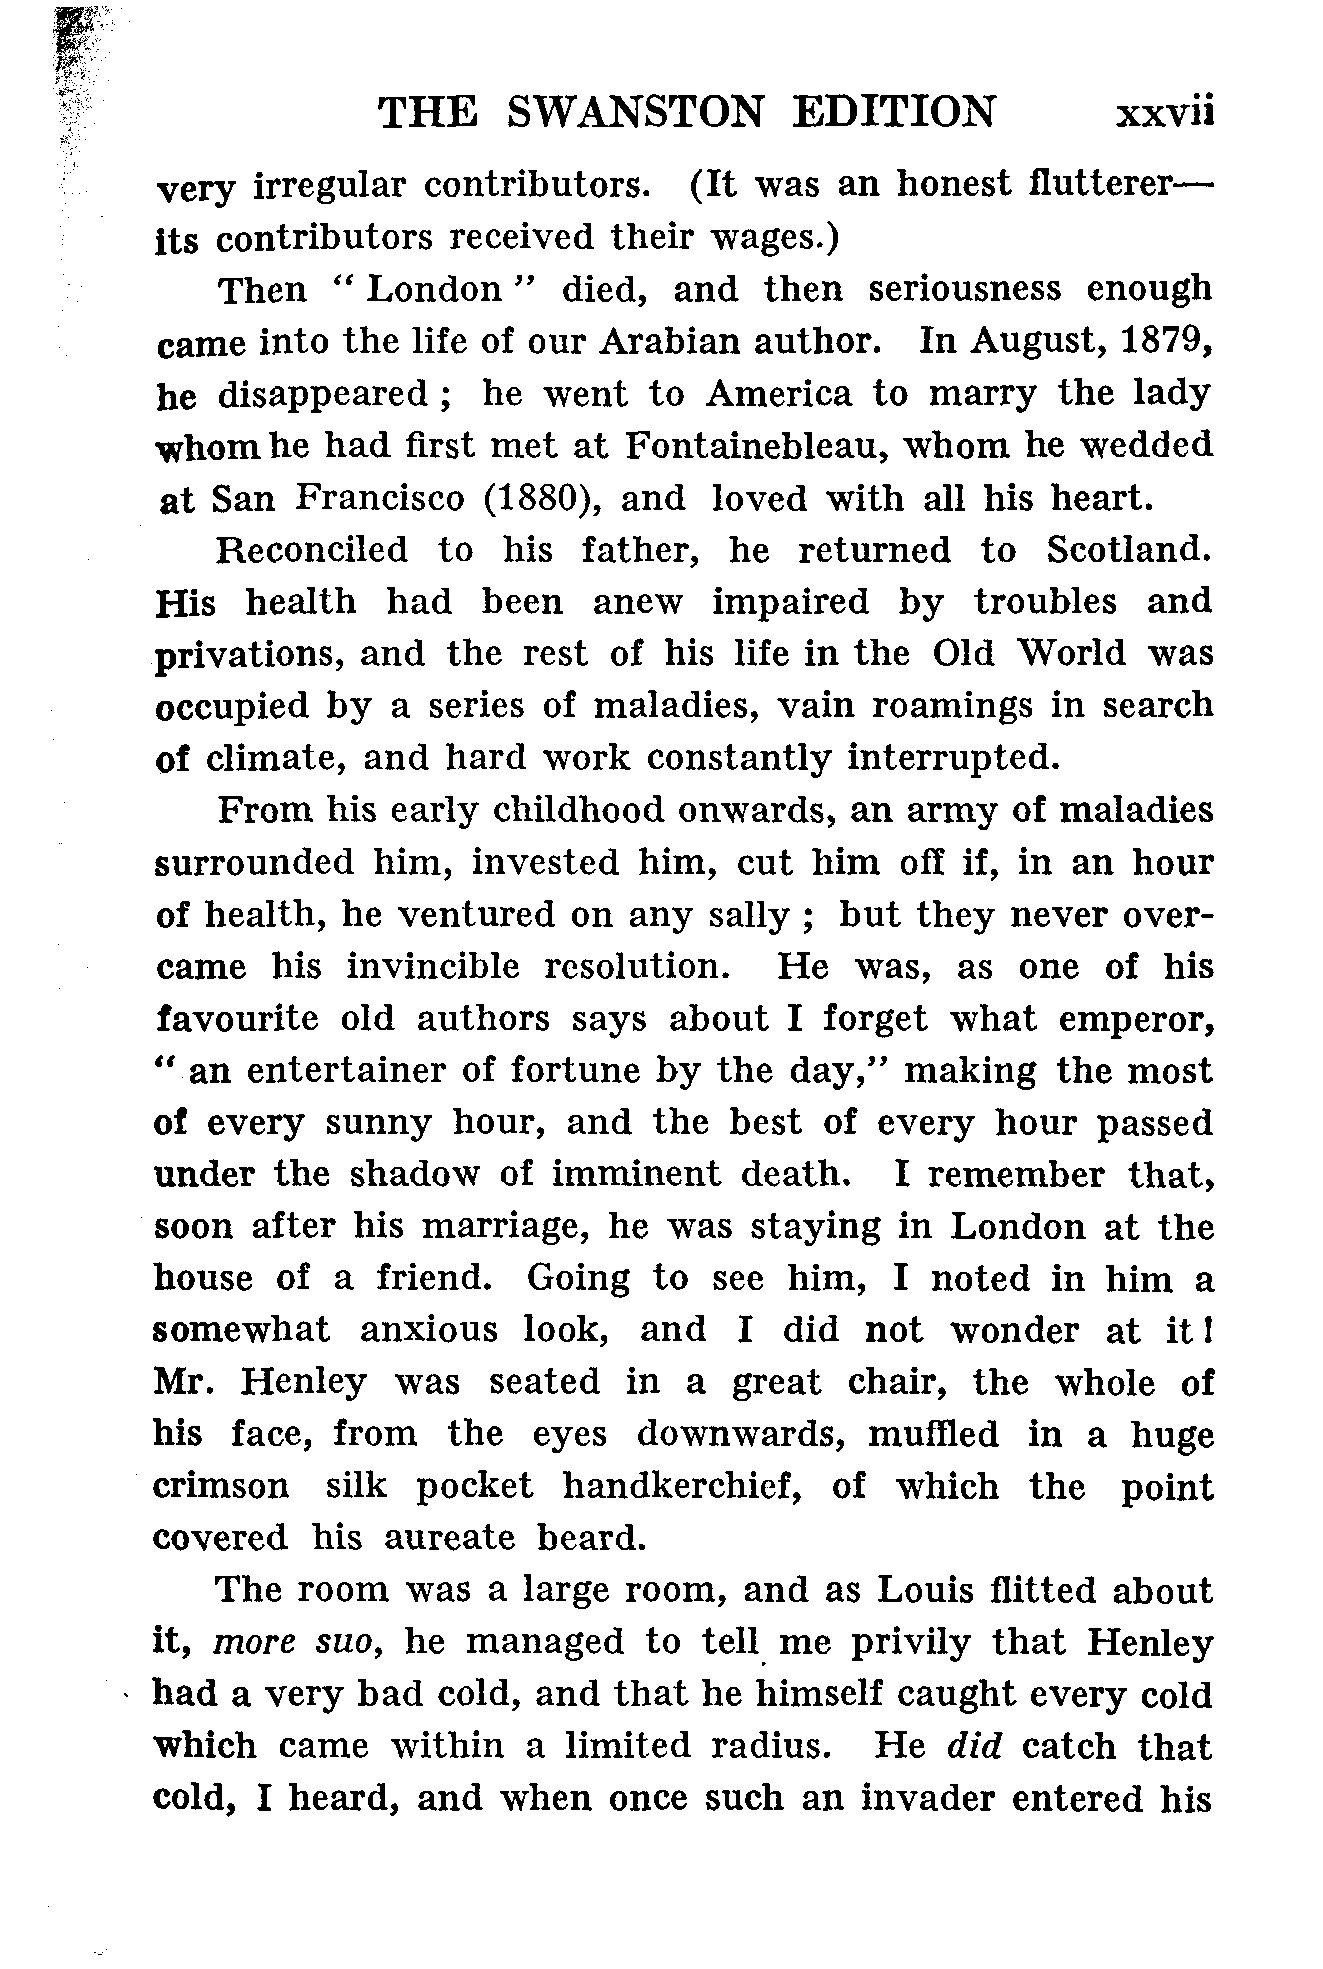 THE SWANSTON EDITION xxvii
very irregular contributors. (It was an honest flutterer—
its contributors received their wages.)
Then “ London ” died, and then seriousness enough
came into the life of our Arabian author. In August, 1879,
he disappeared ; he went to America to marry the lady
whom he had first met at Fontainebleau, whom he wedded
at San Francisco (1880), and loved with all his heart.
Reconciled to his father, he returned to Scotland.
His health had been anew impaired by troubles and
privations, and the rest of his life in the Old World was
occupied by a series of maladies, vain roamings in search
of climate, and hard work constantly interrupted.
From his early childhood onwards, an army of maladies
surrounded him, invested him, cut him off if, in an hour
of health, he ventured on any sally ; but they never over-
came his invincible resolution. He was, as one of his
favourite old authors says about I forget what emperor,
“ an entertainer of fortune by the day,” making the most
of every sunny hour, and the best of every hour passed
under the shadow of imminent death. I remember that,
soon after his marriage, he was staying in London at the
house of a friend. Going to see him, I noted in him a
somewhat anxious look, and I did not wonder at it !
Mr. Henley was seated in a great chair, the whole of
his face, from the eyes downwards, muffled in a huge
crimson silk pocket handkerchief, of which the point
covered his aureate beard.
The room was a large room, and as Louis flitted about
it, more suo, he managed to tell me privily that Henley
had a very bad cold, and that he himself caught every cold
which came within a limited radius. He did catch that
cold, I heard, and when once such an invader entered his